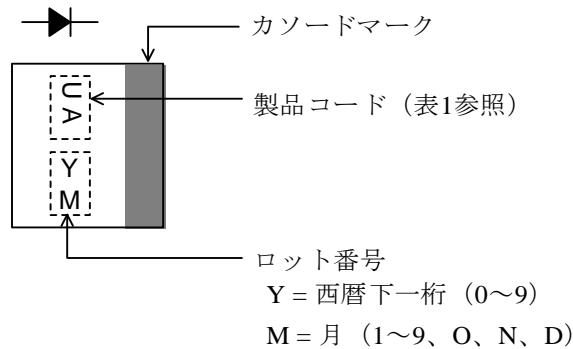 カソードマーク
U
A
製品コード（表1参照）
Y
M
ロット番号
Y = 西暦下一桁（0～9）
M = 月（1～9、O、N、D）